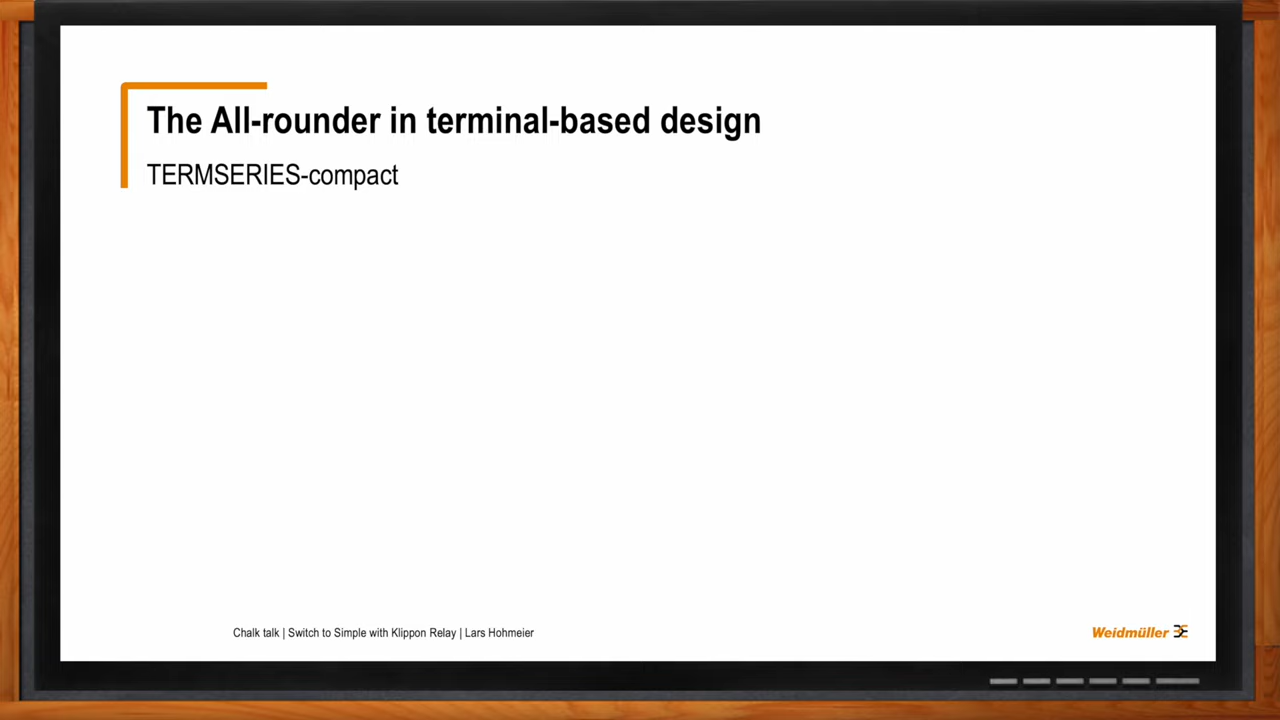 The All-rounder in terminal-based design
TERMSERIES-compact
Chalk talk | Switch to Simple with Klippon Relay | Lars Hohmeier
Weidmüller